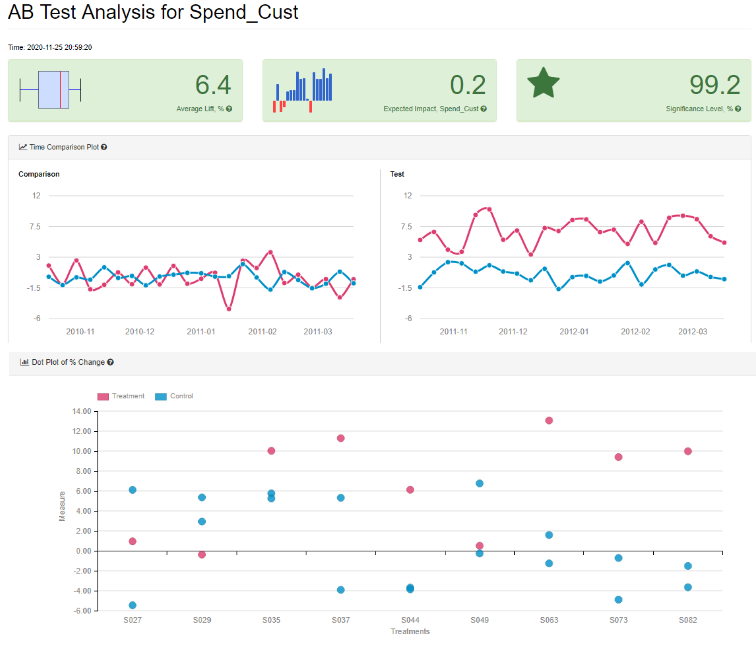 AB Test Analysis for Spend_Cust
Time: 2020-11-25 20:59:20
6.4
Average Lift, %
0.2
Expected Impact, Spend_Cust
99.2
Significance Level, %
Time Comparison Plot
Comparison
12
7.5
3
-1.5
-6
2010-11 2010-12 2011-01 2011-02 2011-03
Test
12
7.5
3
-1.5
-6
2011-11 2011-12 2012-01 2012-02 2012-03
Dot Plot of % Change
Treatment Control
Measure
14.00
12.00
10.00
8.00
6.00
4.00
2.00
0.00
-2.00
-4.00
-6.00
S027 S029 S035 S037 S044 S049 S063 S073 S082
Treatments